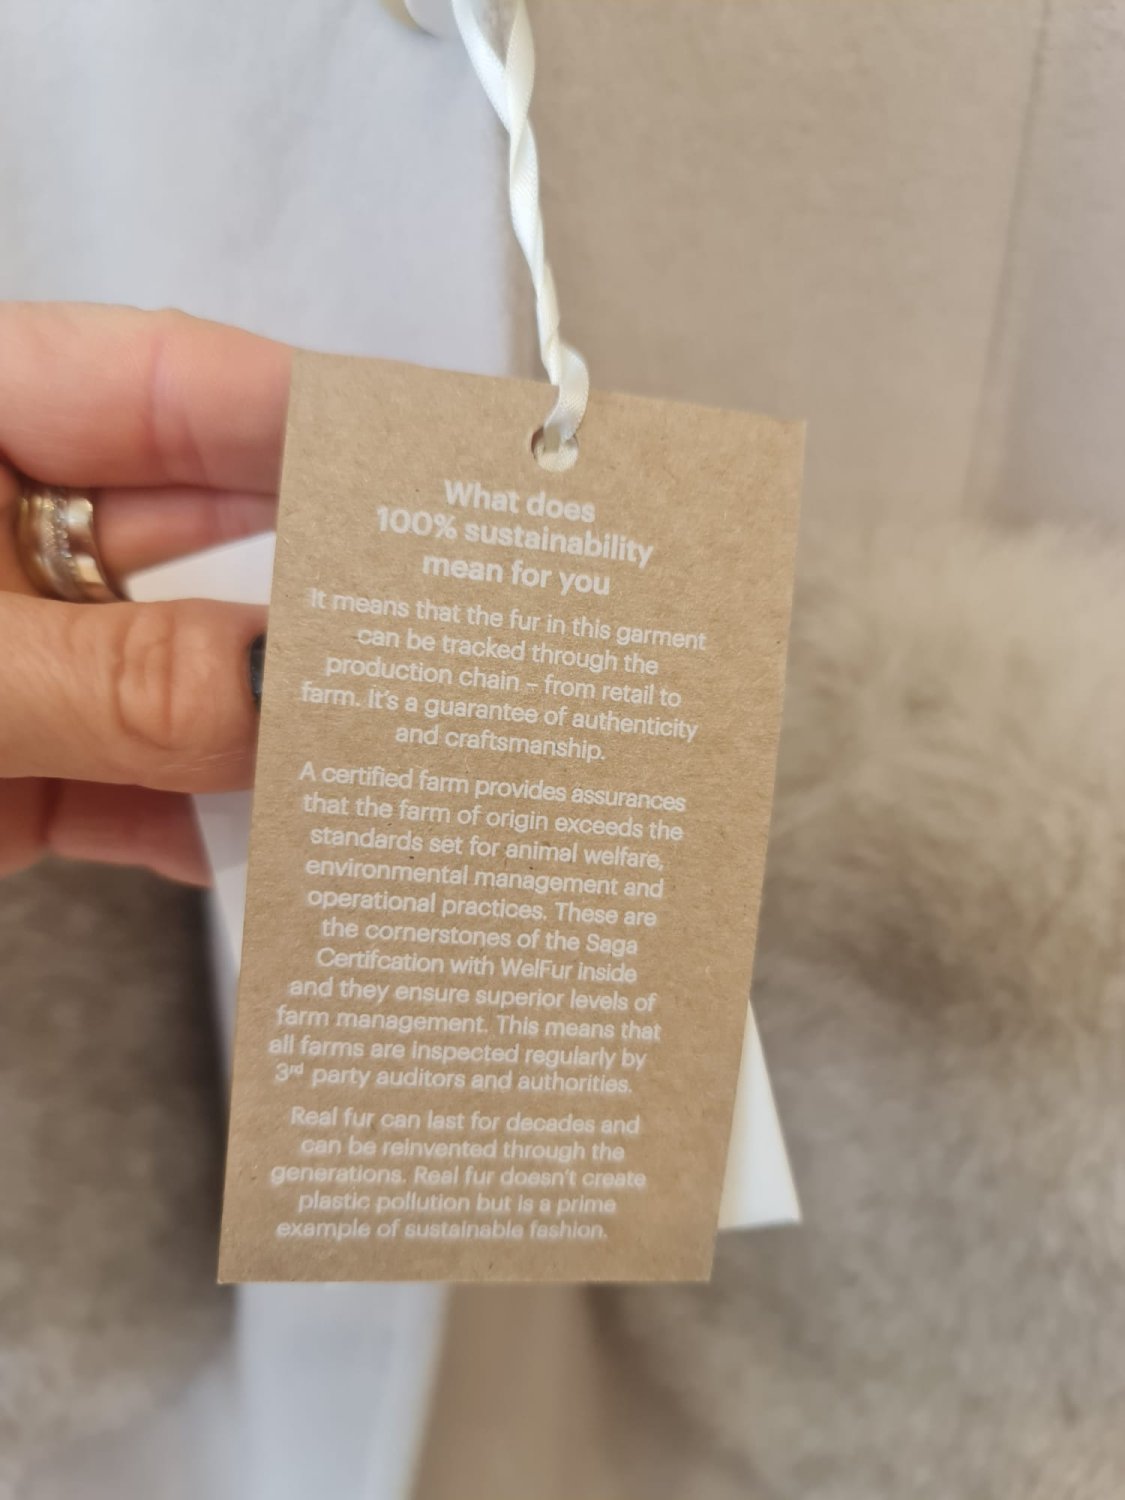 What does
100% sustainability
mean for you
It means that the fur in this garment
can be tracked through the
production chain – from retail to
farm. It's a guarantee of authenticity
and craftsmanship.
A certified farm provides assurances
that the farm of origin exceeds the
standards set for animal welfare,
environmental management and
operational practices. These are
the cornerstones of the Saga
Certifcation with WelFur inside
and they ensure superior levels of
farm management. This means that
all farms are inspected regularly by
3rd party auditors and authorities.
Real fur can last for decades and
can be reinvented through the
generations. Real fur doesn't create
plastic pollution but is a prime
example of sustainable fashion.